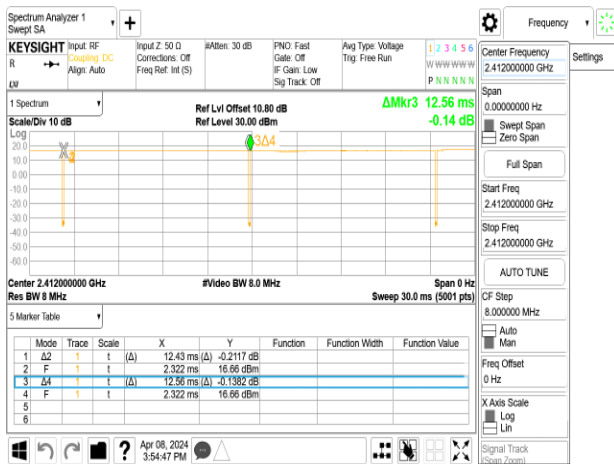 Spectrum Analyzer 1
Swept SA
Frequency
KEYSIGHT
R
Input: RF
Coupling: DC
Align: Auto
Input Z: 50 Ω
Corrections: Off
Freq Ref: Int (S)
#Atten: 30 dB
PNO: Fast
Gate: Off
IF Gain: Low
Sig Track: Off
Avg Type: Voltage
Trig: Free Run
1 2 3 4 5 6
W W W W W W
P N N N N N
Center Frequency
2.412000000 GHz
Settings
Span
0.00000000 Hz
Swept Span
Zero Span
Full Span
Start Freq
2.412000000 GHz
Stop Freq
2.412000000 GHz
AUTO TUNE
CF Step
8.000000 MHz
Auto
Man
Freq Offset
0 Hz
X Axis Scale
Log
Lin
Signal Track
(Span Zoom)
1 Spectrum
Scale/Div 10 dB
Ref Lvl Offset 10.80 dB
Ref Level 30.00 dBm
ΔMkr3 12.56 ms
-0.14 dB
Log
20.0
10.0
0.00
-10.0
-20.0
-30.0
-40.0
-50.0
-60.0
3Δ4
Center 2.412000000 GHz
Res BW 8 MHz
#Video BW 8.0 MHz
Span 0 Hz
Sweep 30.0 ms (5001 pts)
5 Marker Table
Mode Trace Scale X Y Function Function Width Function Value
1 Δ2 1 t (Δ) 12.43 ms (Δ) -0.2117 dB
2 F 1 t 2.322 ms 16.66 dBm
3 Δ4 1 t (Δ) 12.56 ms (Δ) -0.1382 dB
4 F 1 t 2.322 ms 16.66 dBm
5
6
Apr 08, 2024
3:54:47 PM